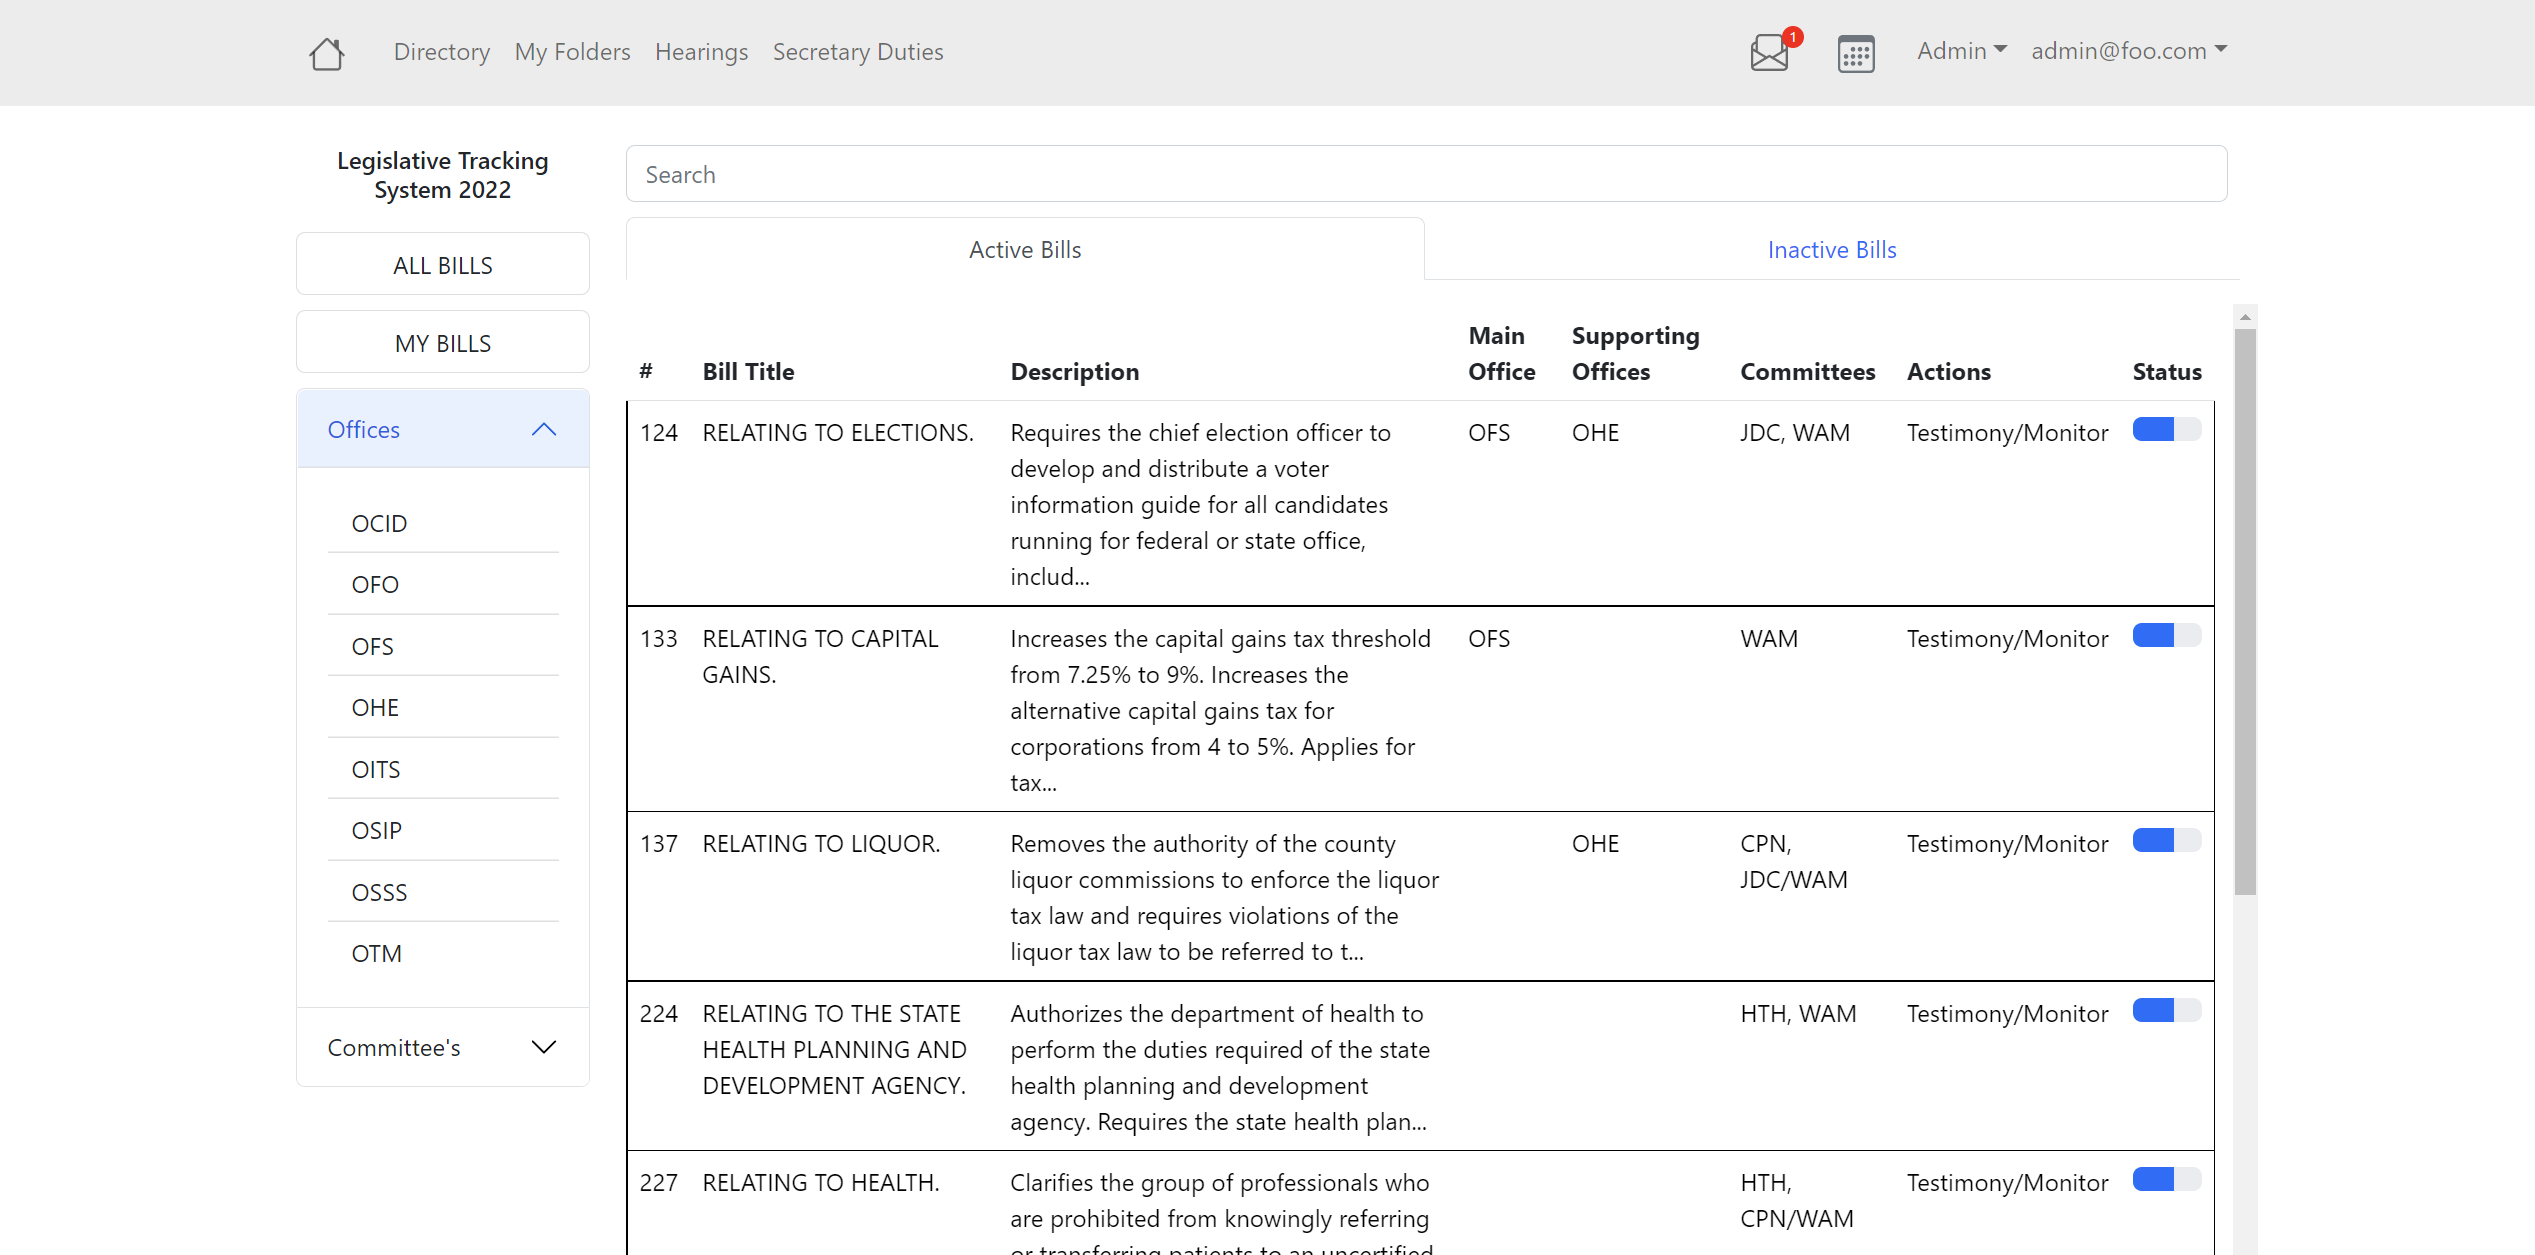 Directory My Folders Hearings Secretary Duties 1 Admin admin@foo.com
Legislative Tracking
System 2022
ALL BILLS
MY BILLS
Offices
OCID
OFO
OFS
OHE
OITS
OSIP
OSSS
OTM
Committee's
Search
Active Bills Inactive Bills
# Bill Title Description Main Office Supporting Offices Committees Actions Status
124 RELATING TO ELECTIONS. Requires the chief election officer to OFS OHE JDC, WAM Testimony/Monitor
develop and distribute a voter
information guide for all candidates
running for federal or state office,
includ...
133 RELATING TO CAPITAL Increases the capital gains tax threshold OFS WAM Testimony/Monitor
GAINS. from 7.25% to 9%. Increases the
alternative capital gains tax for
corporations from 4 to 5%. Applies for
tax...
137 RELATING TO LIQUOR. Removes the authority of the county OHE CPN, Testimony/Monitor
liquor commissions to enforce the liquor JDC/WAM
tax law and requires violations of the
liquor tax law to be referred to t...
224 RELATING TO THE STATE Authorizes the department of health to HTH, WAM Testimony/Monitor
HEALTH PLANNING AND perform the duties required of the state
DEVELOPMENT AGENCY. health planning and development
agency. Requires the state health plan...
227 RELATING TO HEALTH. Clarifies the group of professionals who HTH, Testimony/Monitor
are prohibited from knowingly referring CPN/WAM
or transferring patients to an uncertified